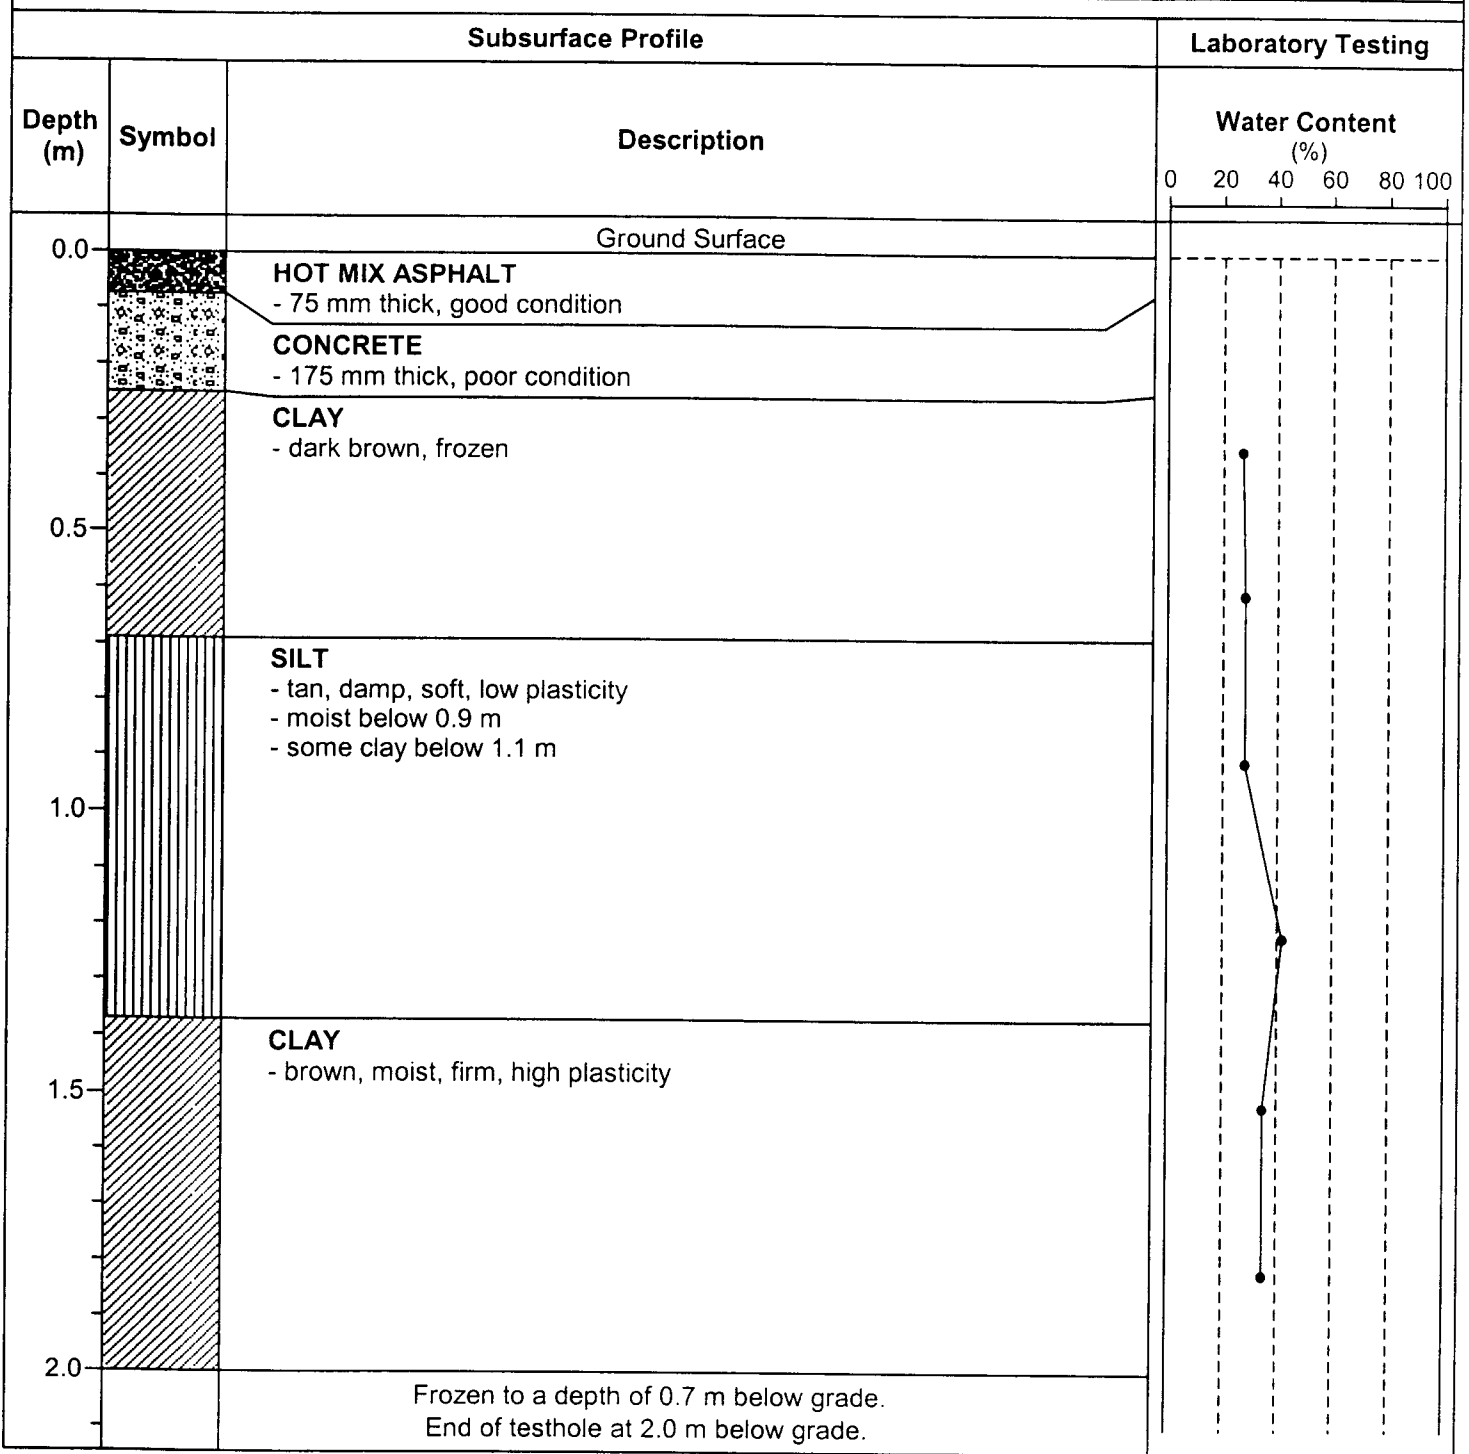 Subsurface Profile
Laboratory Testing
Depth
(m)
Symbol
Description
Water Content
(%)
0 20 40 60 80 100
Ground Surface
0.0
HOT MIX ASPHALT
- 75 mm thick, good condition
CONCRETE
- 175 mm thick, poor condition
CLAY
- dark brown, frozen
0.5
SILT
- tan, damp, soft, low plasticity
- moist below 0.9 m
- some clay below 1.1 m
1.0
CLAY
- brown, moist, firm, high plasticity
1.5
2.0
Frozen to a depth of 0.7 m below grade.
End of testhole at 2.0 m below grade.